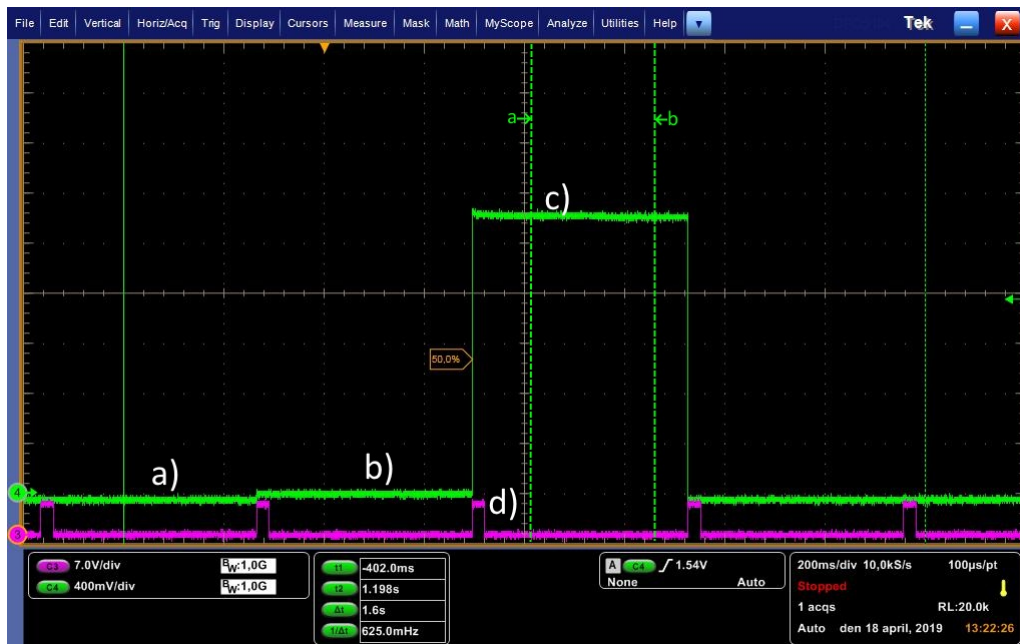 File Edit Vertical Horiz/Acq Trig Display Cursors Measure Mask Math MyScope Analyze Utilities Help Tek X
a b
c)
50,0%
a) b)
4
d)
3
C3 7.0V/div BW:1,0G
C4 400mV/div BW:1,0G
t1 -402.0ms
t2 1.198s
Δt 1.6s
1/Δt 625.0mHz
A C4 1.54V
None Auto
200ms/div 10,0kS/s 100µs/pt
Stopped
1 acqs RL:20.0k
Auto den 18 april, 2019 13:22:26